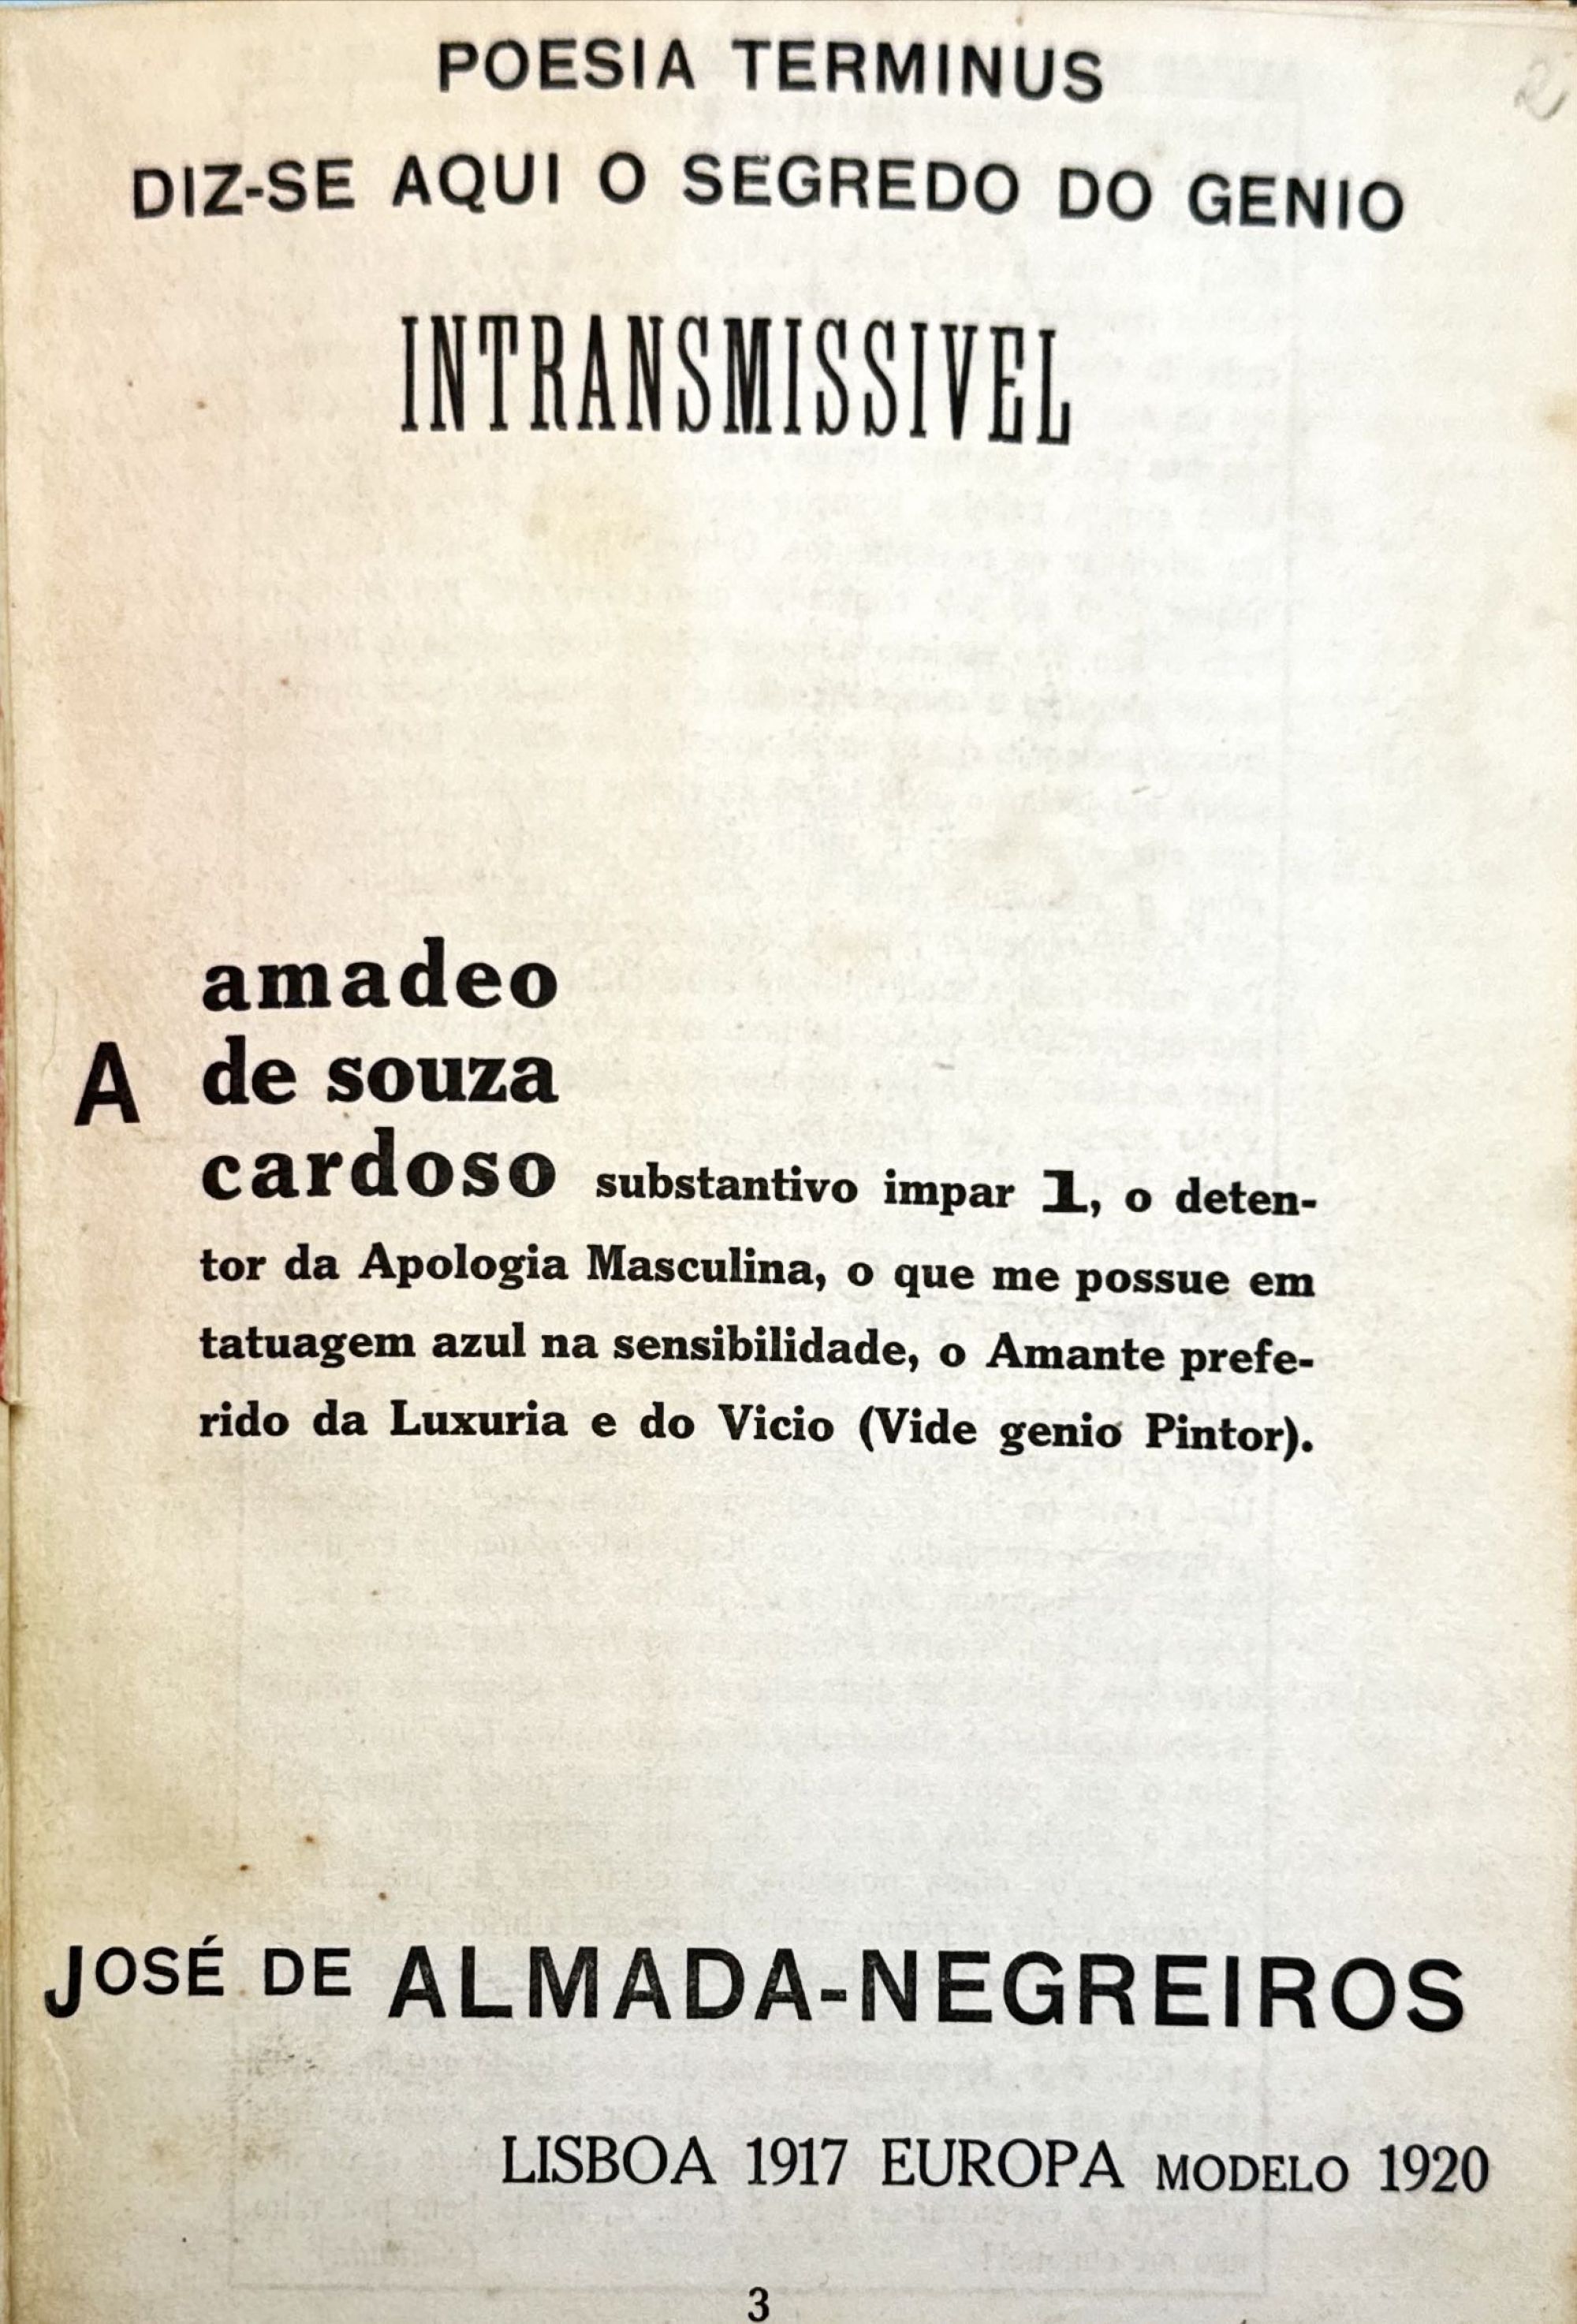 POESIA TERMINUS
DIZ-SE AQUI O SEGREDO DO GENIO
INTRANSMISSIVEL
amadeo
A de souza
cardoso substantivo impar 1, o deten-
tor da Apologia Masculina, o que me possue em
tatuagem azul na sensibilidade, o Amante prefe-
rido da Luxuria e do Vicio (Vide genio Pintor).
JOSÉ DE ALMADA-NEGREIROS
LISBOA 1917 EUROPA MODELO 1920
3